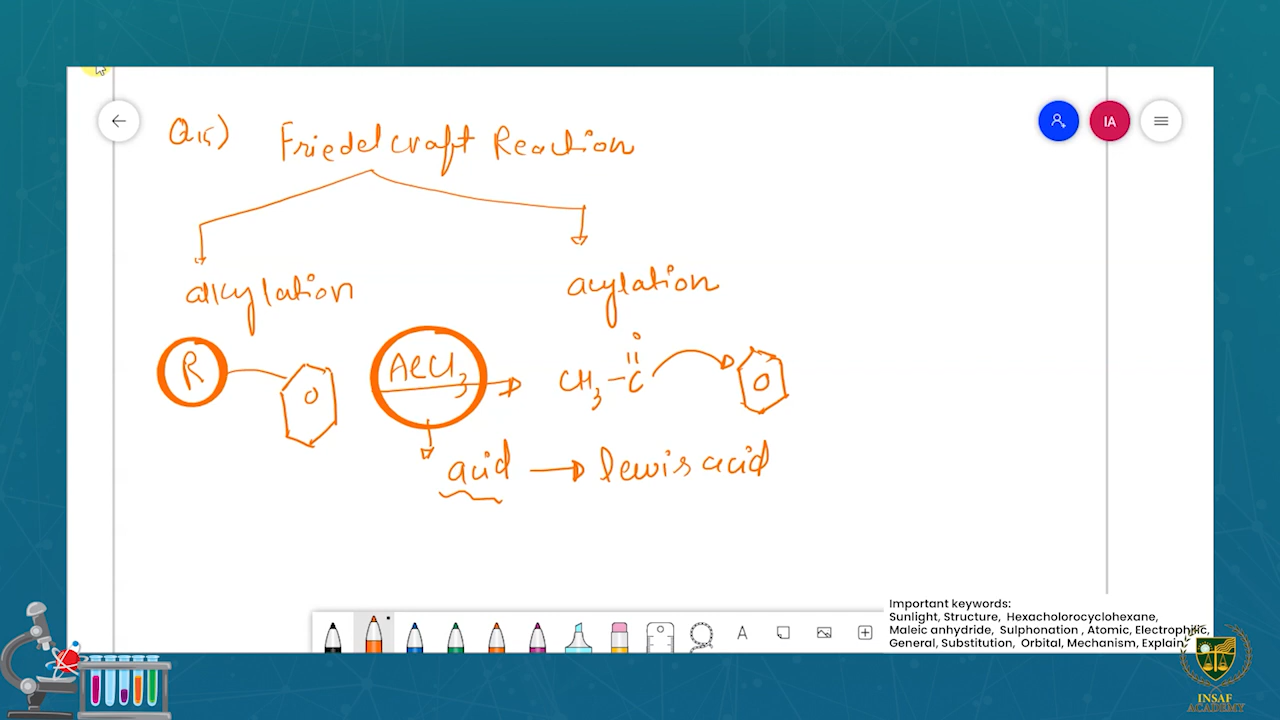 Q15) Friedelcraft Reaction
alkylation
acylation
R
AlCl3
CH3-C
acid → lewis acid
IA
A
Important keywords:
Sunlight, Structure, Hexacholorocyclohexane,
Maleic anhydride, Sulphonation , Atomic, Electrophilic,
General, Substitution, Orbital, Mechanism, Explain
INSAF
ACADEMY